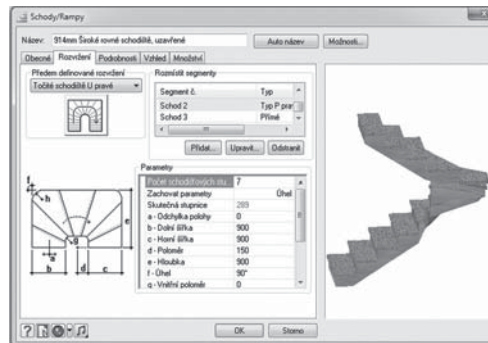 Schody/Rampy
Název: 914mm Široké rovné schodiště, uzavřené
Auto název
Možnosti...
Obecné Rozvržení Podrobnosti Vzhled Množství
Předem definované rozvržení
Točité schodiště U pravé
Rozmístit segmenty
Segment č. Typ
Schod 2 Typ P prav
Schod 3 Přímé
Přidat... Upravit... Odstranit
Parametry
Počet schodišťových stu 7
Zachovat parametry Úhel
Skutečná stupnice 289
a - Odchylka polohy 0
b - Dolní šířka 900
c - Horní šířka 900
d - Poloměr 150
e - Hloubka 900
f - Úhel 90°
g - Vnitřní poloměr 0
f
h
e
g
b
d
c
a
OK Storno